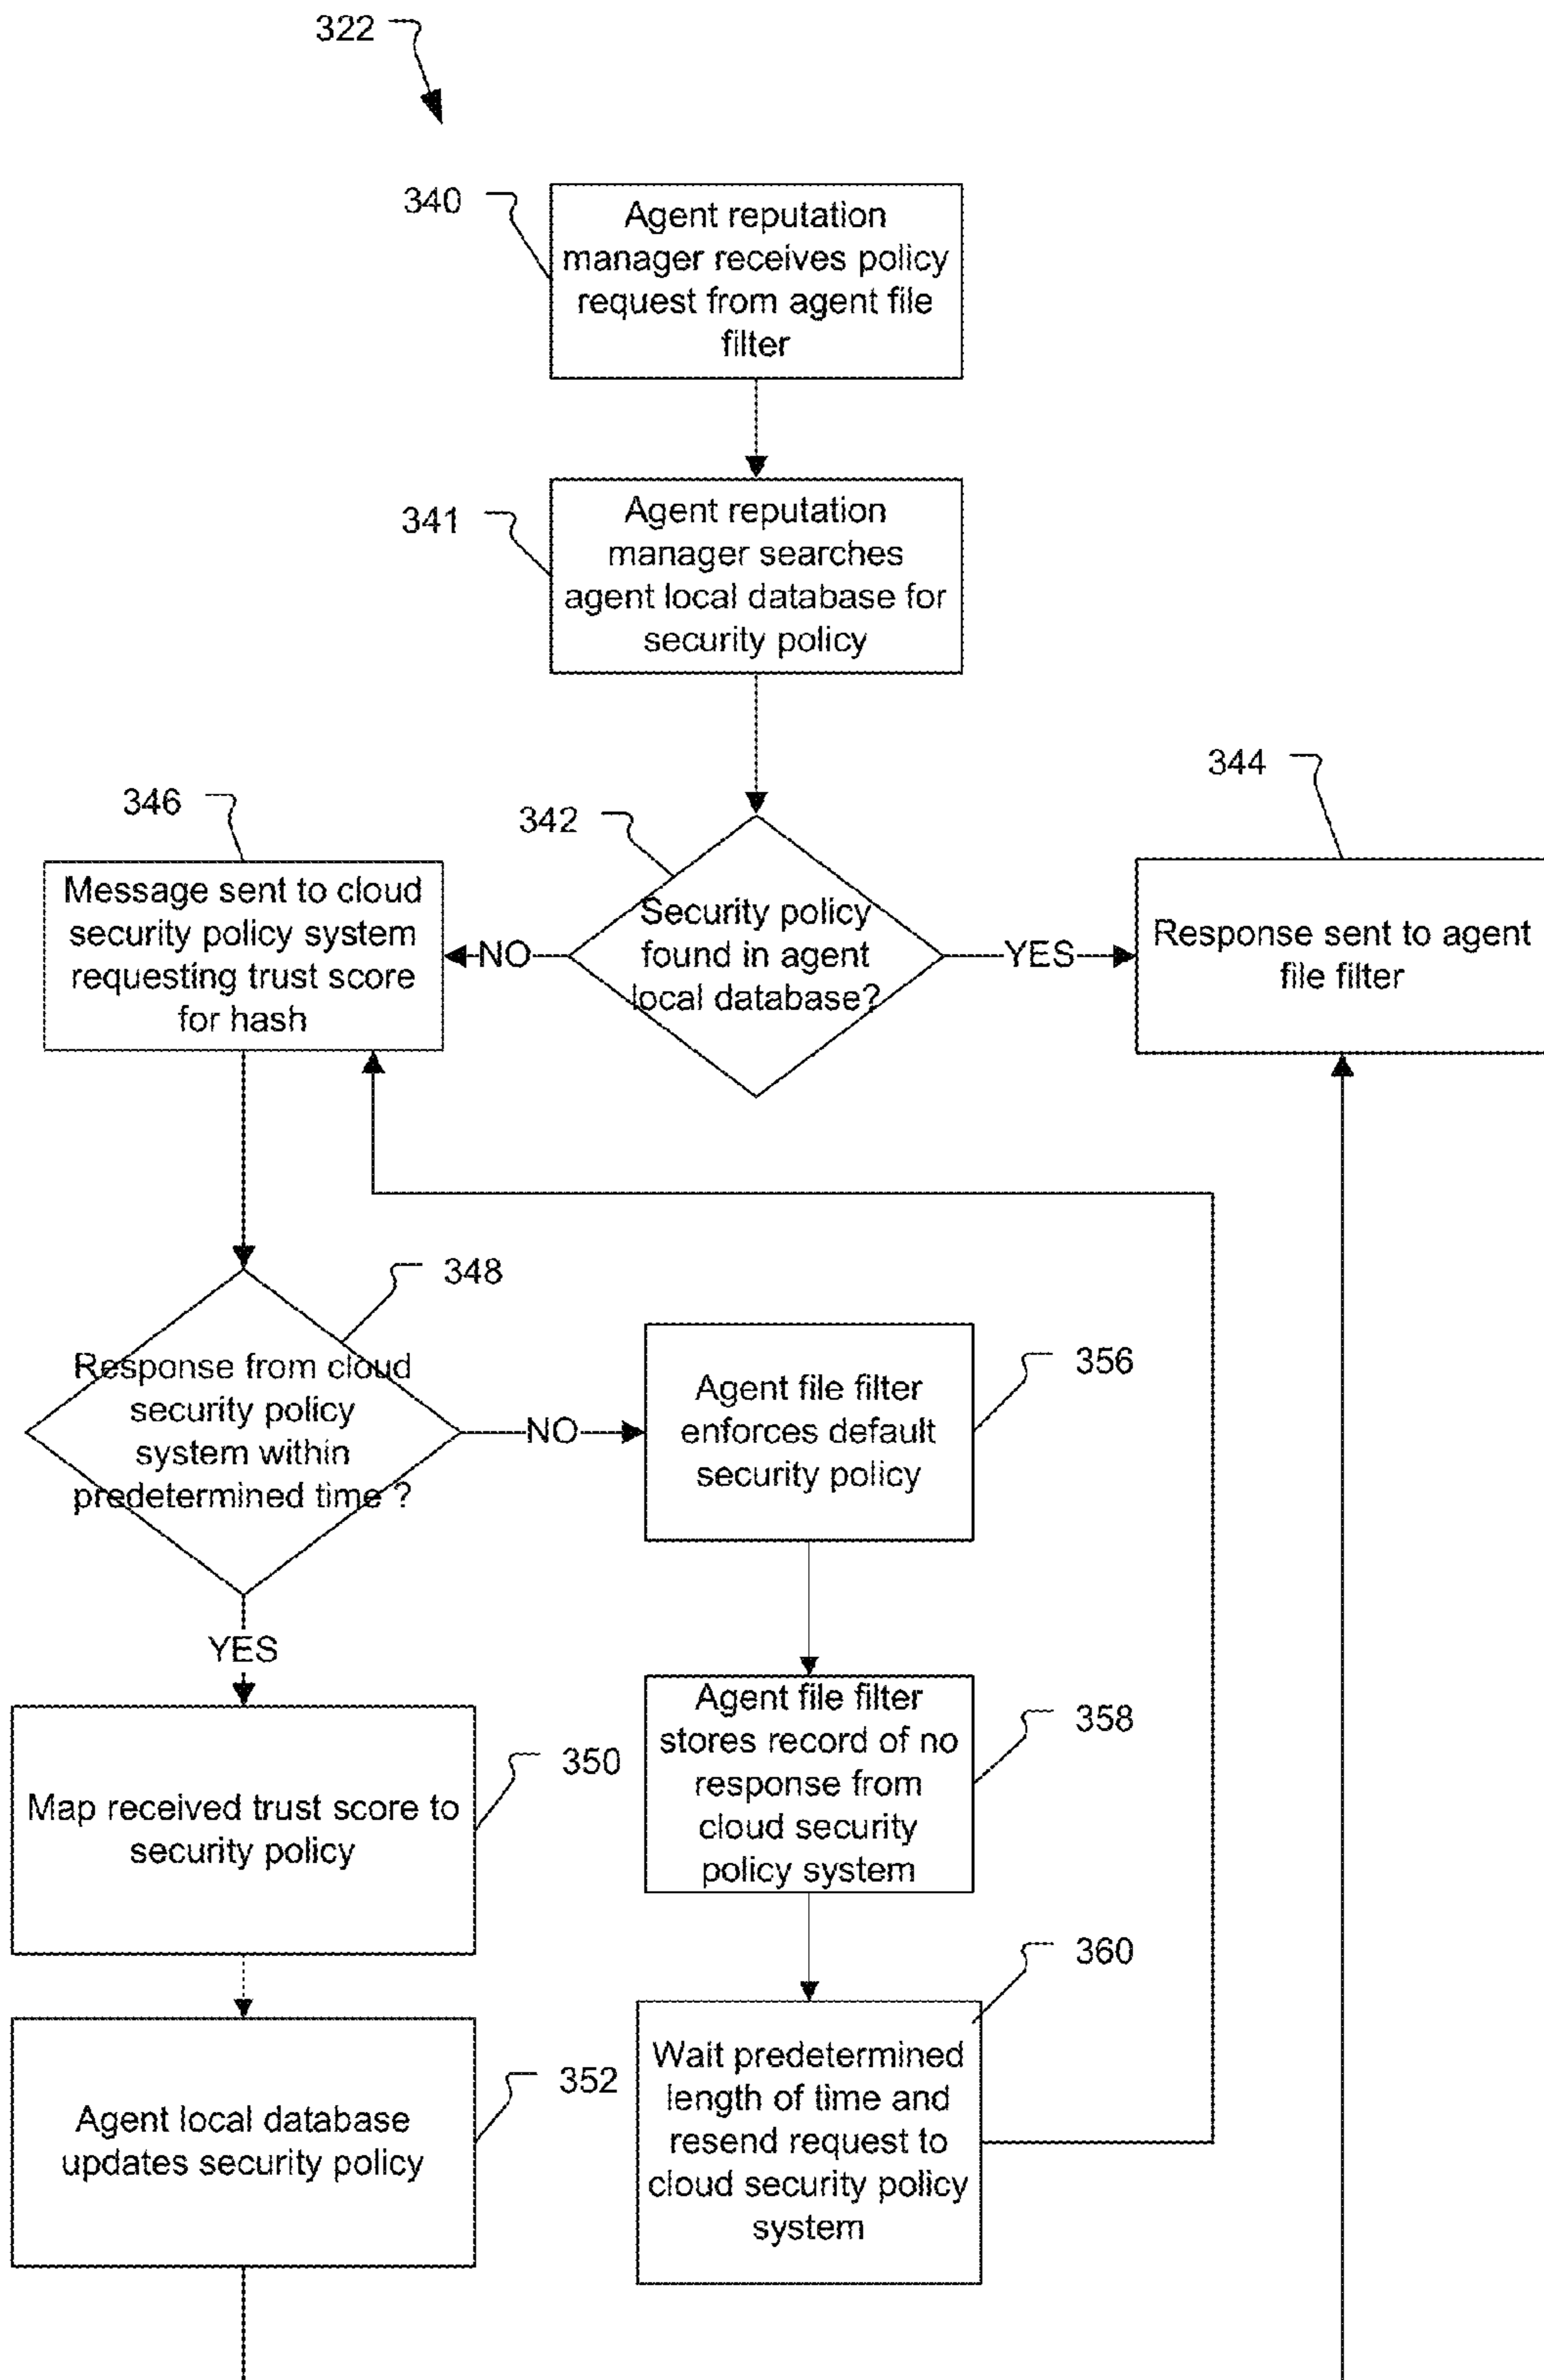 322
340
Agent reputation
manager receives policy
request from agent file
filter
341
Agent reputation
manager searches
agent local database for
security policy
342
Security policy
found in agent
local database?
NO
YES
344
Response sent to agent
file filter
346
Message sent to cloud
security policy system
requesting trust score
for hash
348
Response from cloud
security policy
system within
predetermined time ?
NO
YES
356
Agent file filter
enforces default
security policy
358
Agent file filter
stores record of no
response from
cloud security
policy system
350
Map received trust score to
security policy
360
Wait predetermined
length of time and
resend request to
cloud security policy
system
352
Agent local database
updates security policy